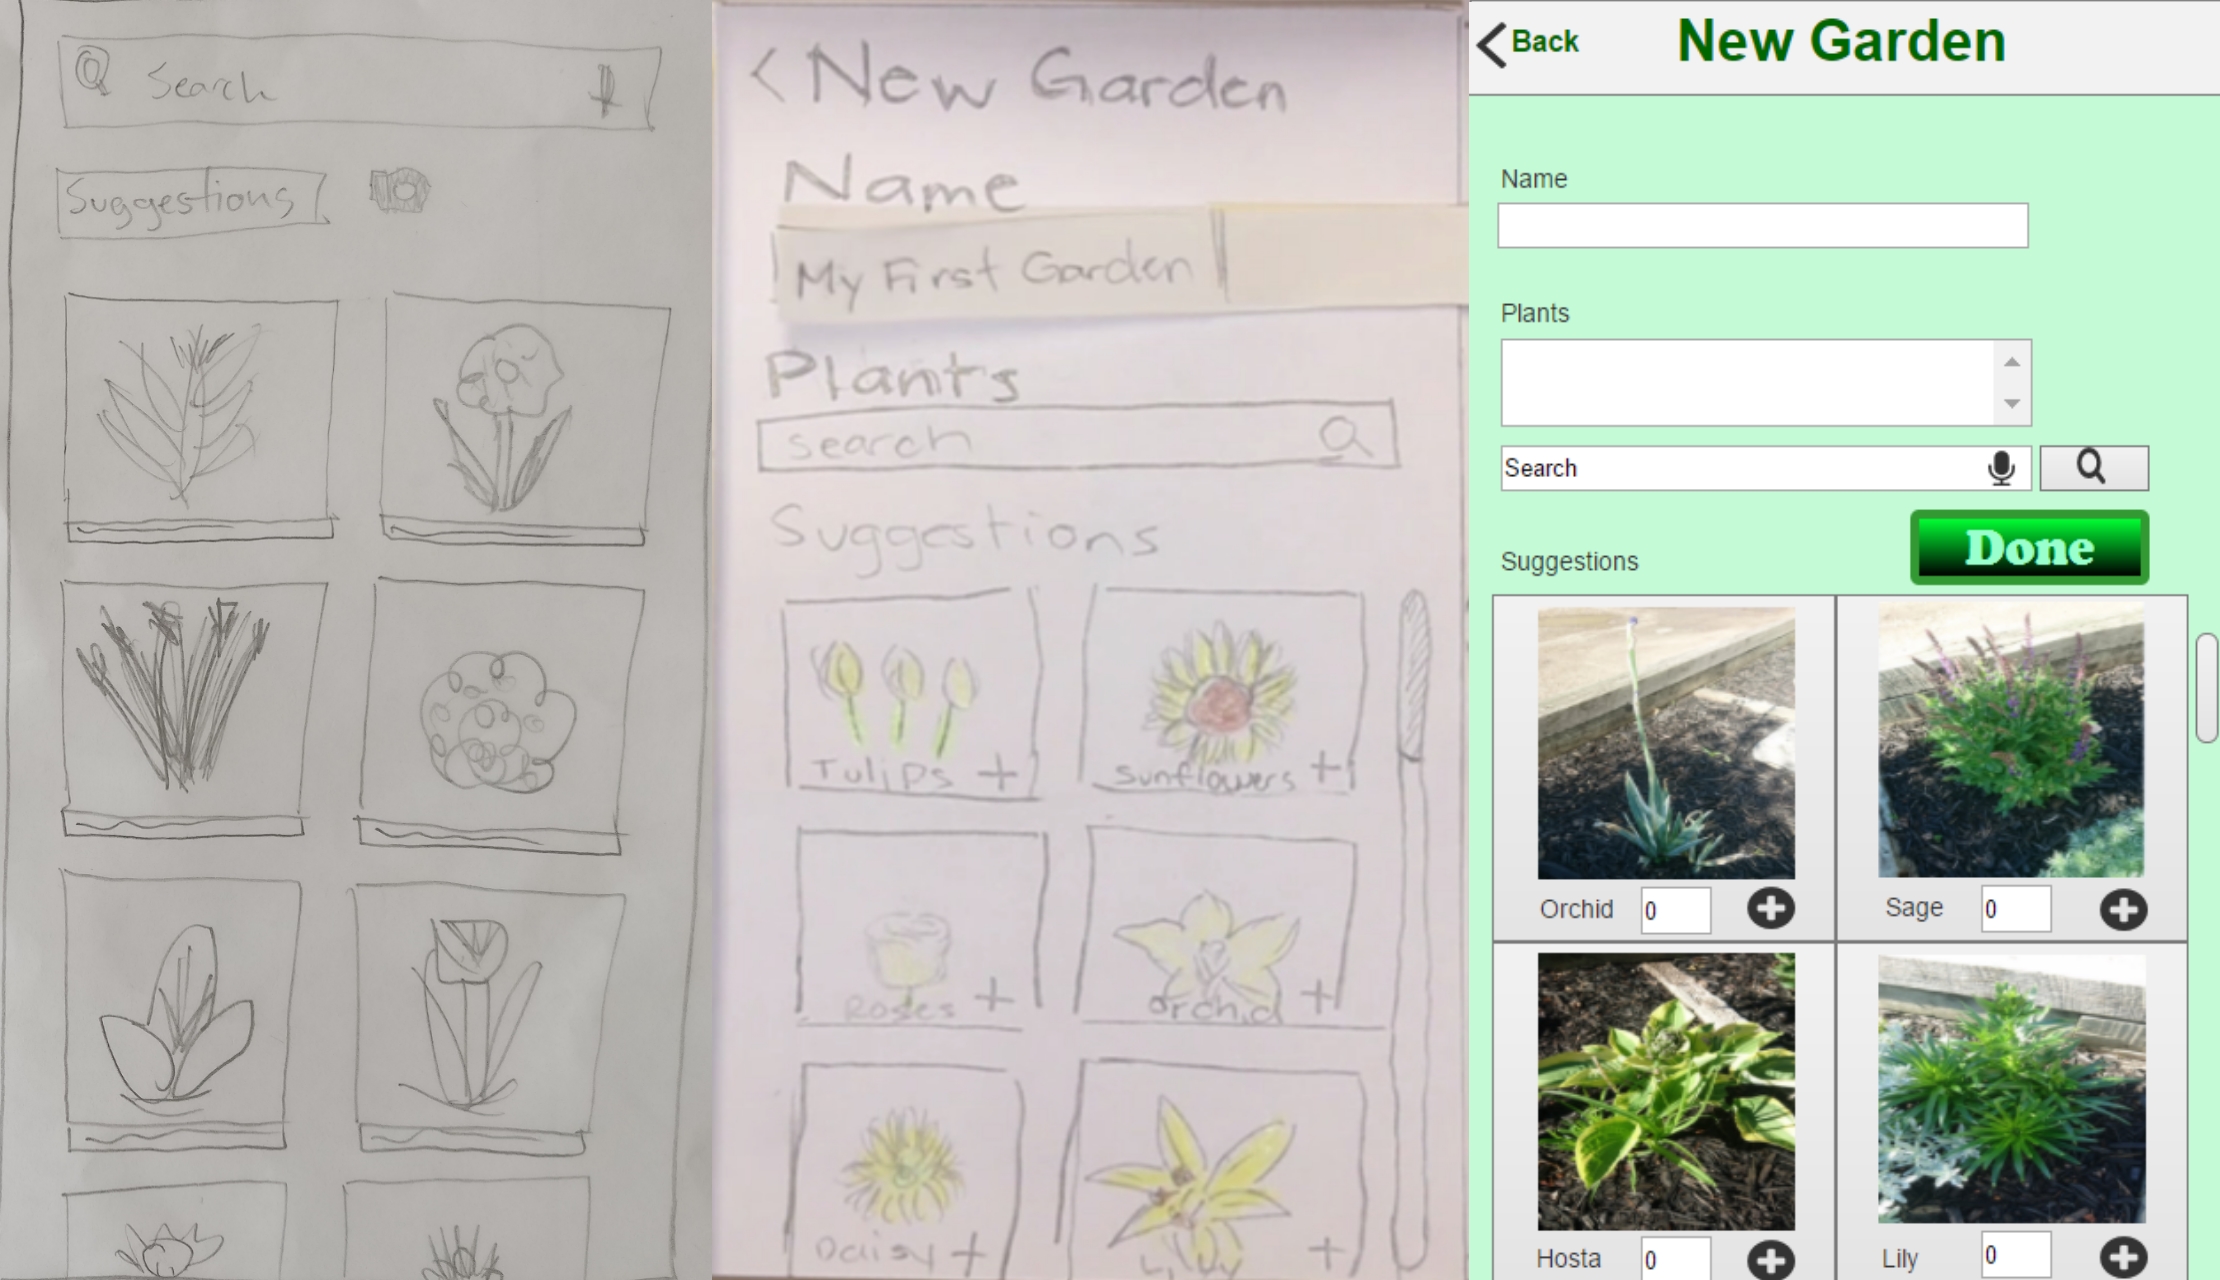 Search
Suggestions
< New Garden
Name
My First Garden
Plants
search
Suggestions
Tulips +
Sunflowers +
Roses +
Orchid +
Daisy +
Lilly +
Back
New Garden
Name
Plants
Search
Done
Suggestions
Orchid 0
Sage 0
Hosta 0
Lily 0